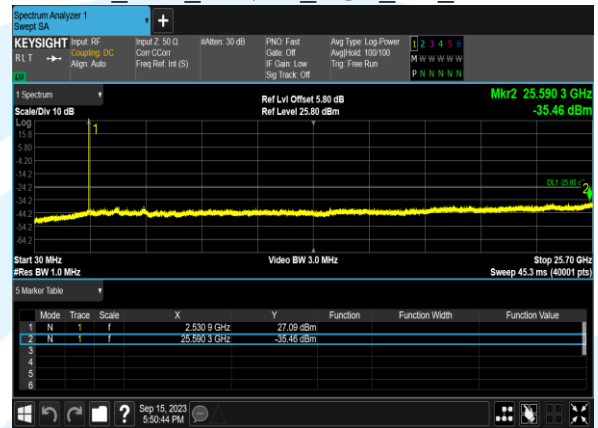 Spectrum Analyzer 1
Swept SA
KEYSIGHT Input: RF Input Z: 50 Ω #Atten: 30 dB PNO: Fast Avg Type: Log-Power 1 2 3 4 5 6
RLT Coupling: DC Corr CCorr Gate: Off Avg|Hold: 100/100 M W W W W W
Align: Auto Freq Ref: Int (S) IF Gain: Low Trig: Free Run
Sig Track: Off P N N N N N
1 Spectrum Ref Lvl Offset 5.80 dB Mkr2 25.590 3 GHz
Scale/Div 10 dB Ref Level 25.80 dBm -35.46 dBm
Log
15.8 1
5.80
-4.20
-14.2
-24.2 DL1 -25.00
2
-34.2
-44.2
-54.2
-64.2
Start 30 MHz Video BW 3.0 MHz Stop 25.70 GHz
#Res BW 1.0 MHz Sweep 45.3 ms (40001 pts)
5 Marker Table
Mode Trace Scale X Y Function Function Width Function Value
1 N 1 f 2.530 9 GHz 27.09 dBm
2 N 1 f 25.590 3 GHz -35.46 dBm
3
4
5
6
? Sep 15, 2023
5:50:44 PM